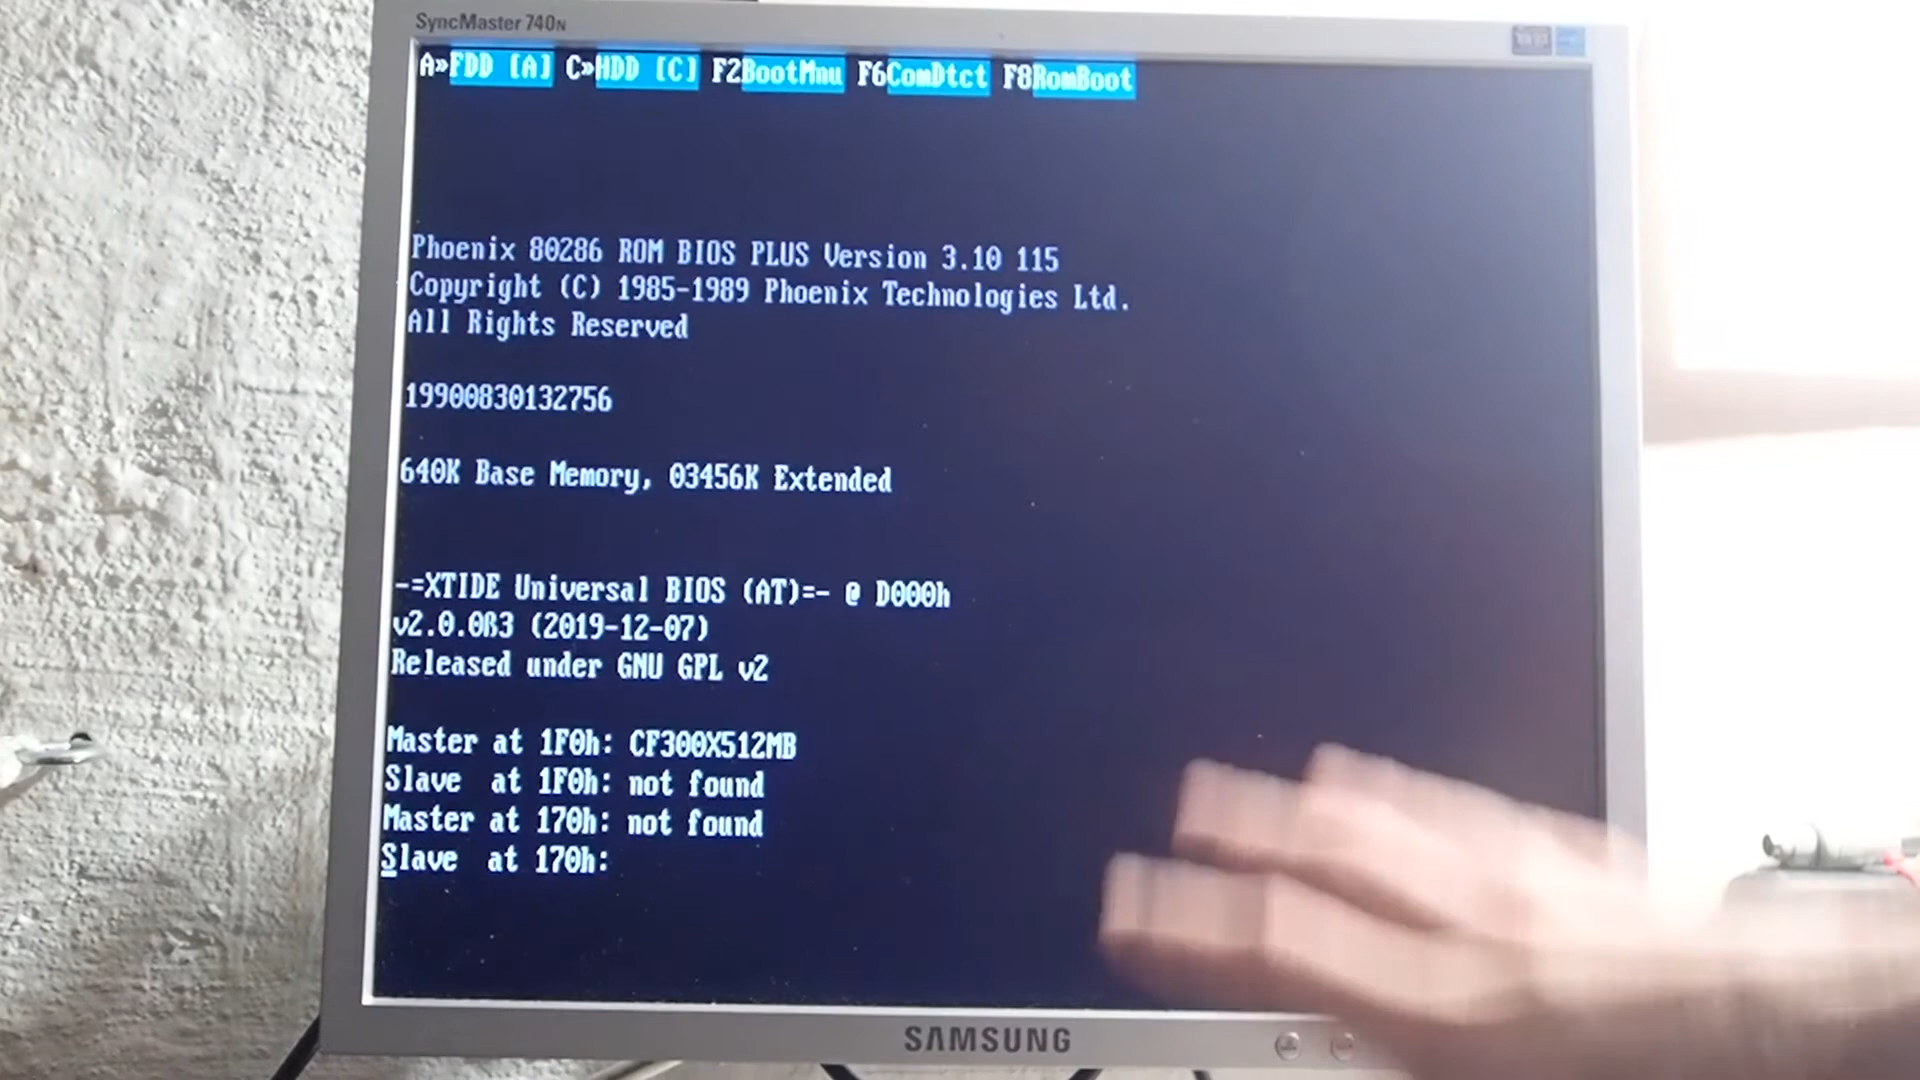 SyncMaster 740N
A»FDD [A] C»HDD [C] F2BootMnu F6ComDtct F8RomBoot
Phoenix 80286 ROM BIOS PLUS Version 3.10 115
Copyright (C) 1985-1989 Phoenix Technologies Ltd.
All Rights Reserved
19900830132756
640K Base Memory, 03456K Extended
-=XTIDE Universal BIOS (AT)=- @ D000h
v2.0.0ß3 (2019-12-07)
Released under GNU GPL v2
Master at 1F0h: CF300X512MB
Slave  at 1F0h: not found
Master at 170h: not found
Slave  at 170h:
SAMSUNG